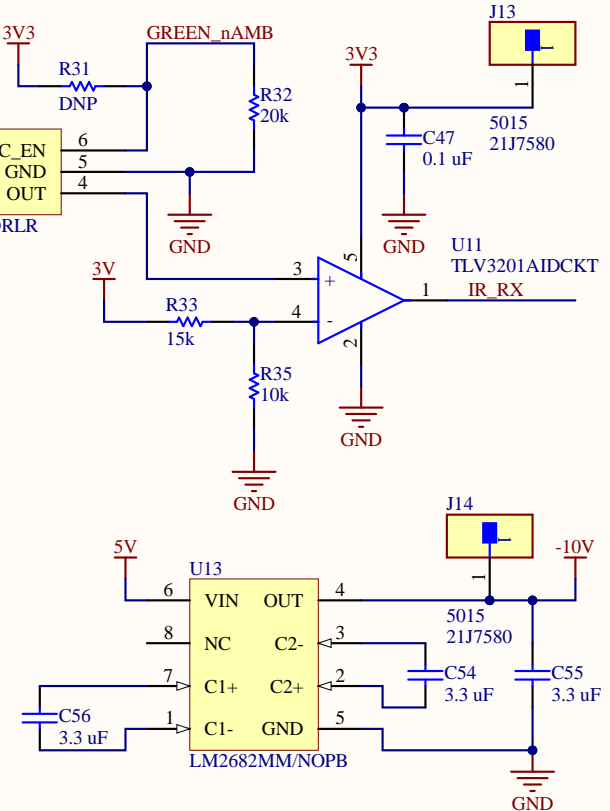 J13
1
1
5015
21J7580
3V3
GREEN_nAMB
R31
DNP
R32
20k
3V3
C47
0.1 uF
GND
C_EN
6
GND
5
OUT
4
RLR
GND
3V
R33
15k
R35
10k
GND
3
+
4
-
5
2
1
U11
TLV3201AIDCKT
IR_RX
GND
J14
1
1
5015
21J7580
-10V
5V
U13
6
VIN
OUT
4
8
NC
C2-
3
7
C1+
C2+
2
1
C1-
GND
5
LM2682MM/NOPB
C56
3.3 uF
C54
3.3 uF
C55
3.3 uF
GND